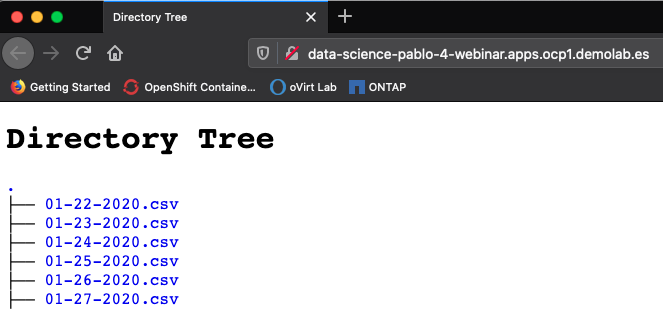 Directory Tree
data-science-pablo-4-webinar.apps.ocp1.demolab.es
Getting Started OpenShift Containe... oVirt Lab ONTAP
Directory Tree
.
├── 01-22-2020.csv
├── 01-23-2020.csv
├── 01-24-2020.csv
├── 01-25-2020.csv
├── 01-26-2020.csv
├── 01-27-2020.csv